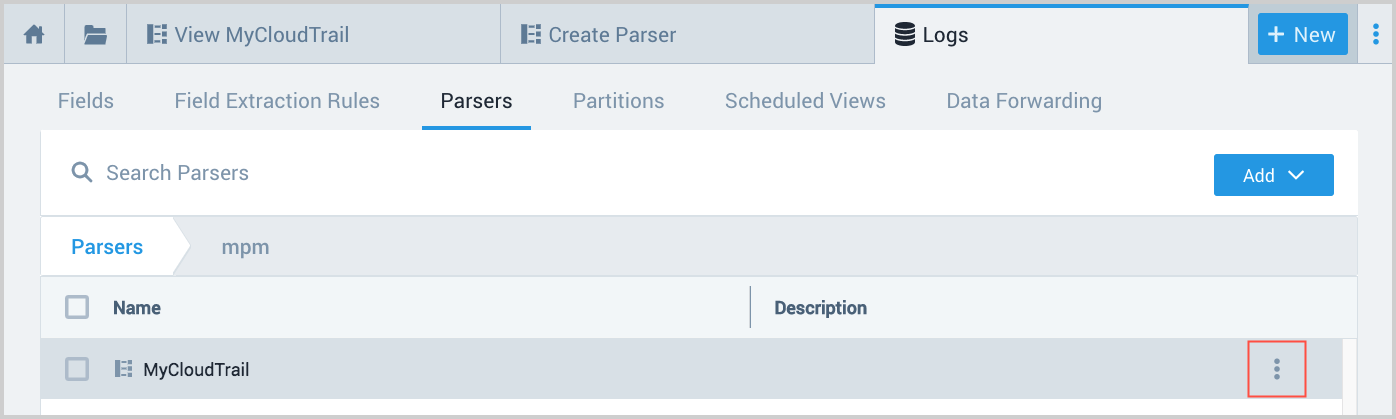 View MyCloudTrail Create Parser Logs + New
Fields Field Extraction Rules Parsers Partitions Scheduled Views Data Forwarding
Search Parsers Add
Parsers mpm
Name Description
MyCloudTrail